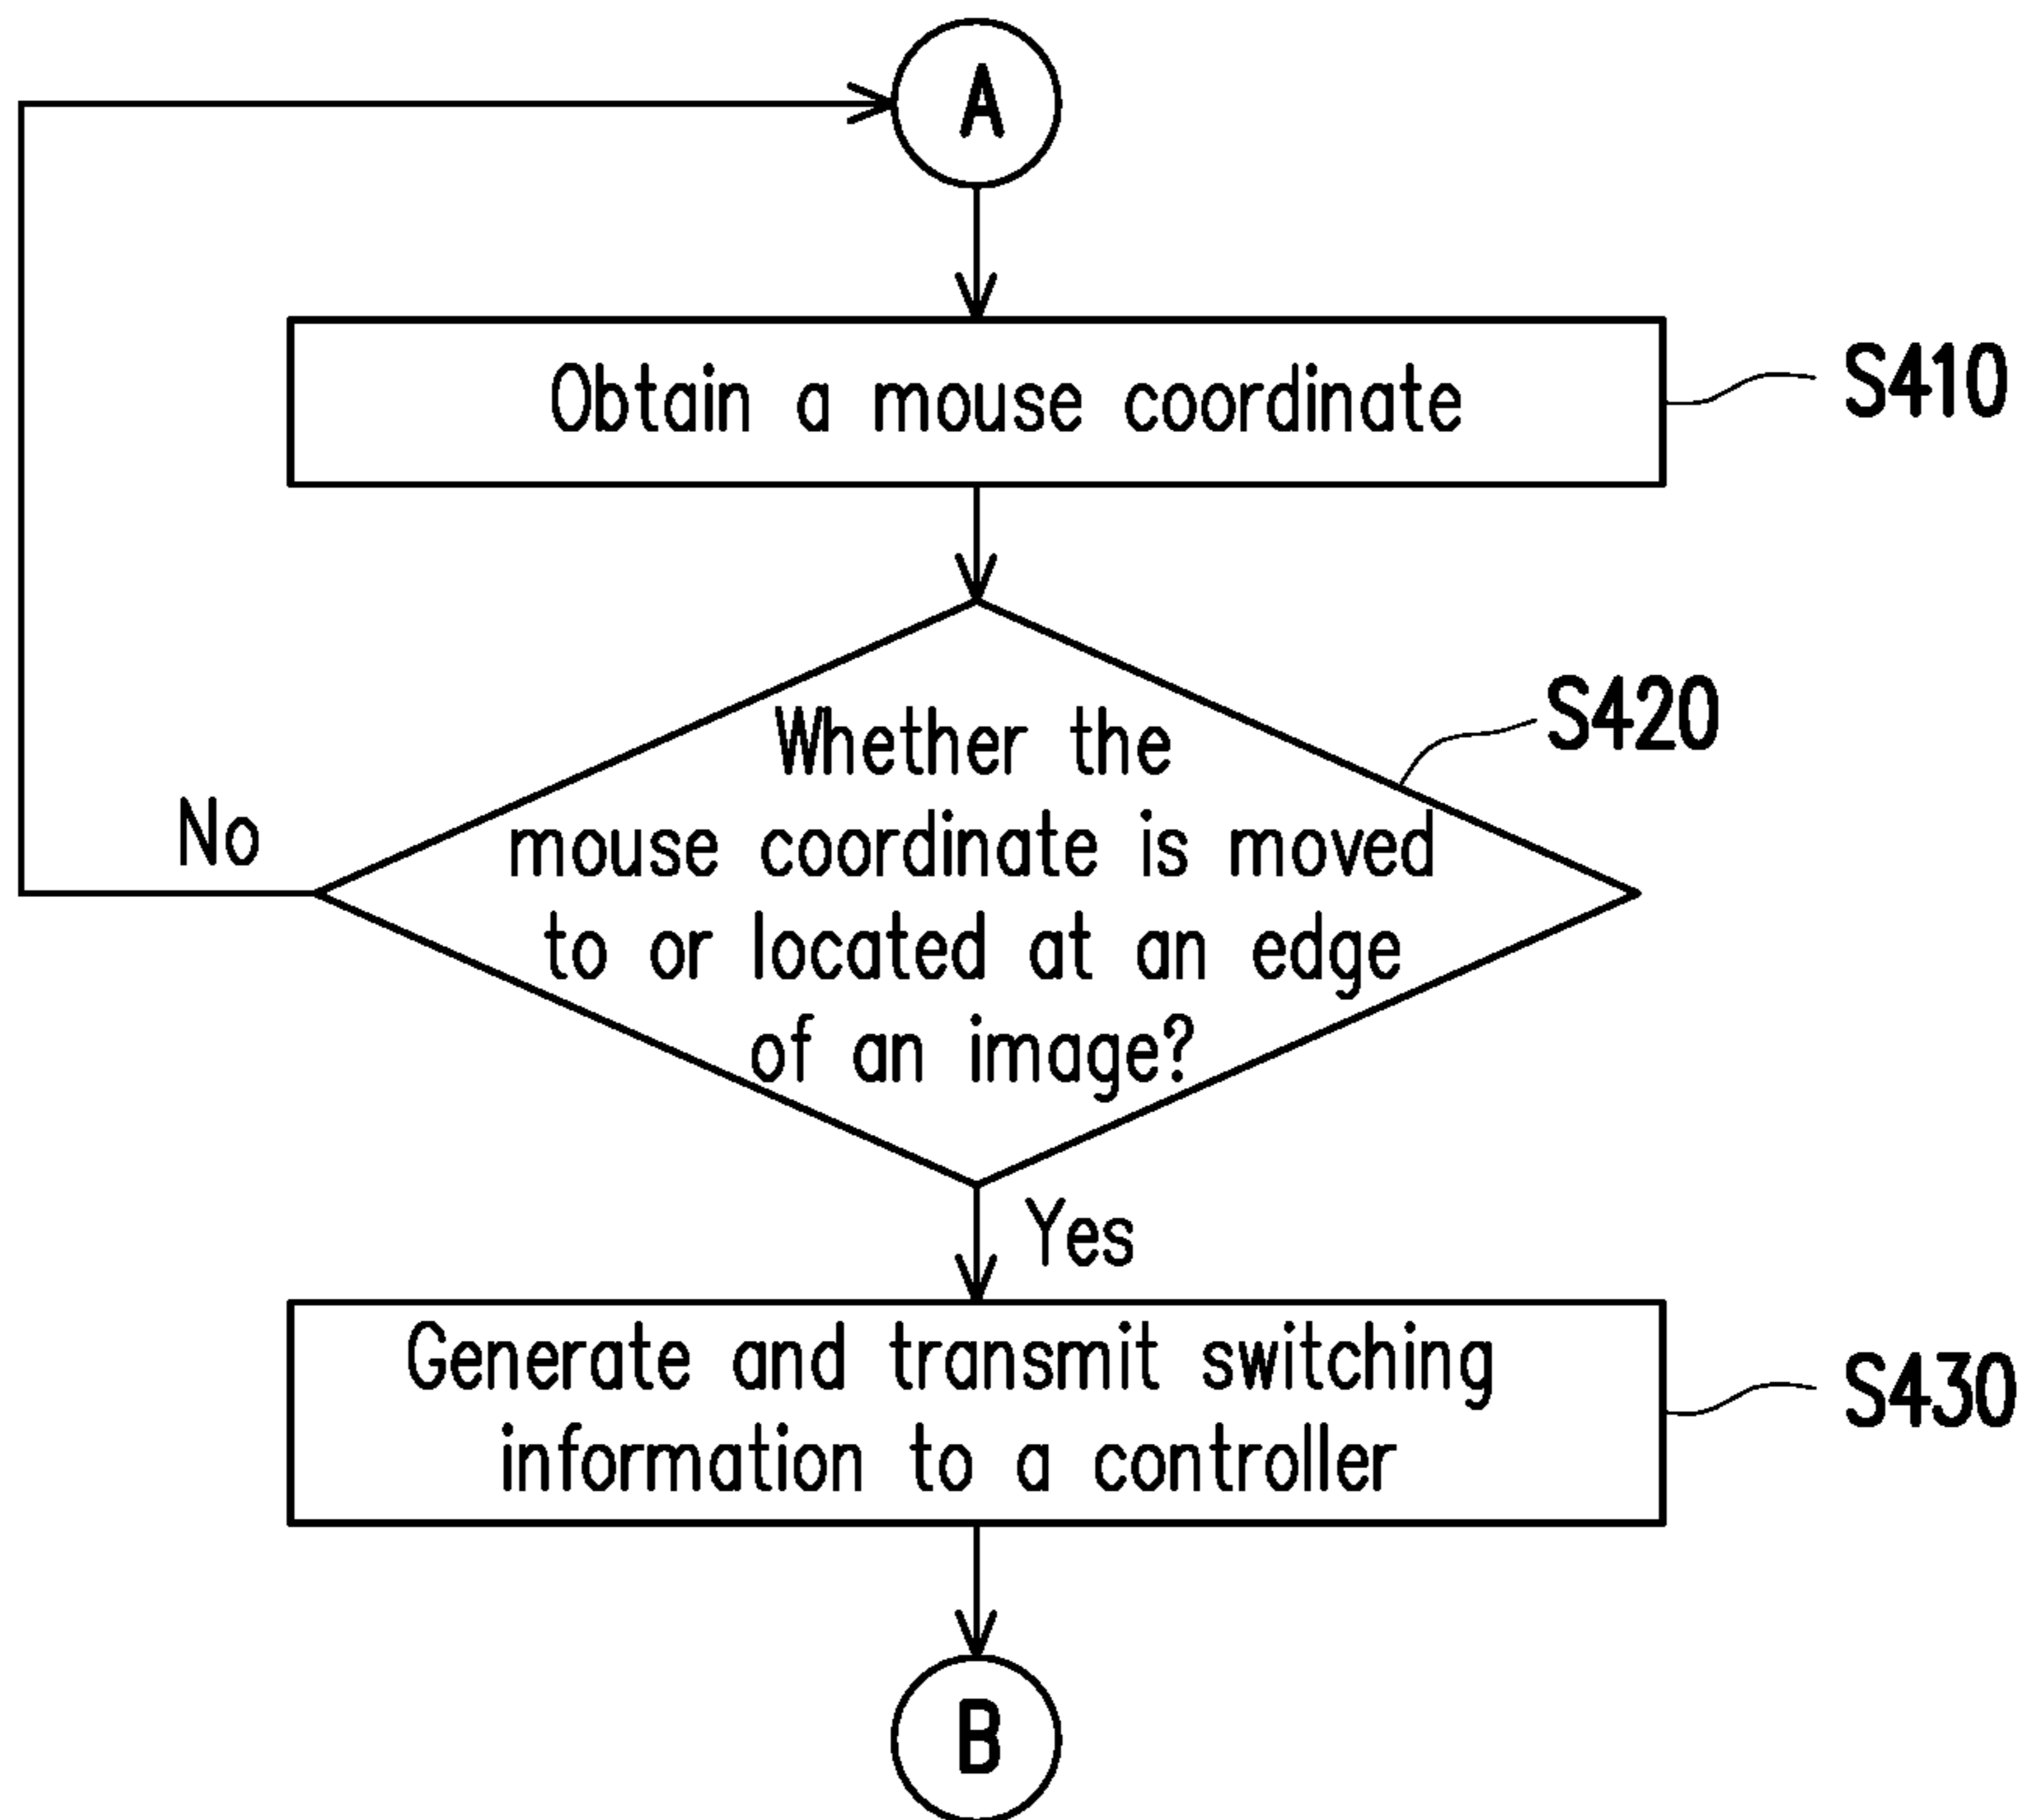 A
Obtain a mouse coordinate
S410
Whether the
mouse coordinate is moved
to or located at an edge
of an image?
S420
No
Yes
Generate and transmit switching
information to a controller
S430
B